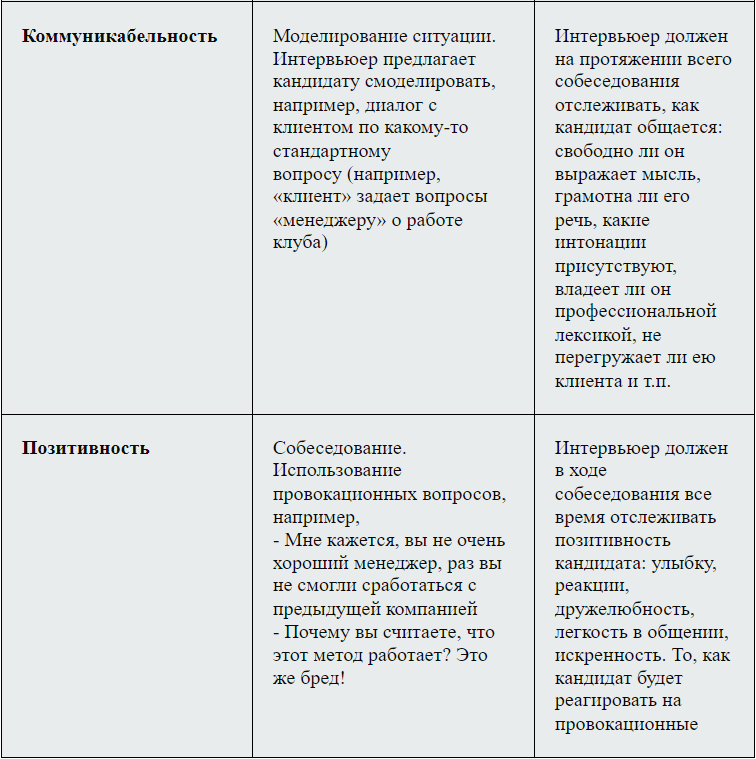 Коммуникабельность
Моделирование ситуации.
Интервьюер предлагает
кандидату смоделировать,
например, диалог с
клиентом по какому-то
стандартному
вопросу (например,
«клиент» задает вопросы
«менеджеру» о работе
клуба)
Интервьюер должен
на протяжении всего
собеседования
отслеживать, как
кандидат общается:
свободно ли он
выражает мысль,
грамотна ли его
речь, какие
интонации
присутствуют,
владеет ли он
профессиональной
лексикой, не
перегружает ли ею
клиента и т.п.
Позитивность
Собеседование.
Использование
провокационных вопросов,
например,
- Мне кажется, вы не очень
хороший менеджер, раз вы
не смогли сработаться с
предыдущей компанией
- Почему вы считаете, что
этот метод работает? Это
же бред!
Интервьюер должен
в ходе
собеседования все
время отслеживать
позитивность
кандидата: улыбку,
реакции,
дружелюбность,
легкость в общении,
искренность. То, как
кандидат будет
реагировать на
провокационные